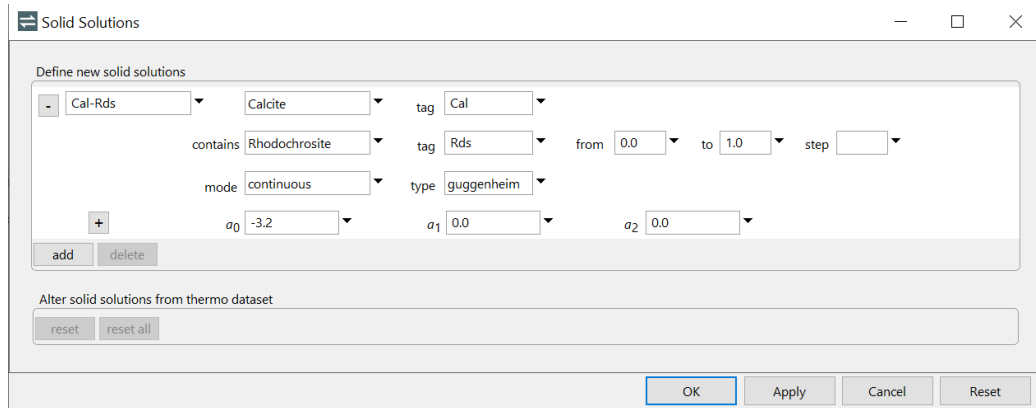 Solid Solutions
Define new solid solutions
- Cal-Rds Calcite tag Cal
contains Rhodochrosite tag Rds from 0.0 to 1.0 step
mode continuous type guggenheim
+ a0 -3.2 a1 0.0 a2 0.0
add delete
Alter solid solutions from thermo dataset
reset reset all
OK Apply Cancel Reset